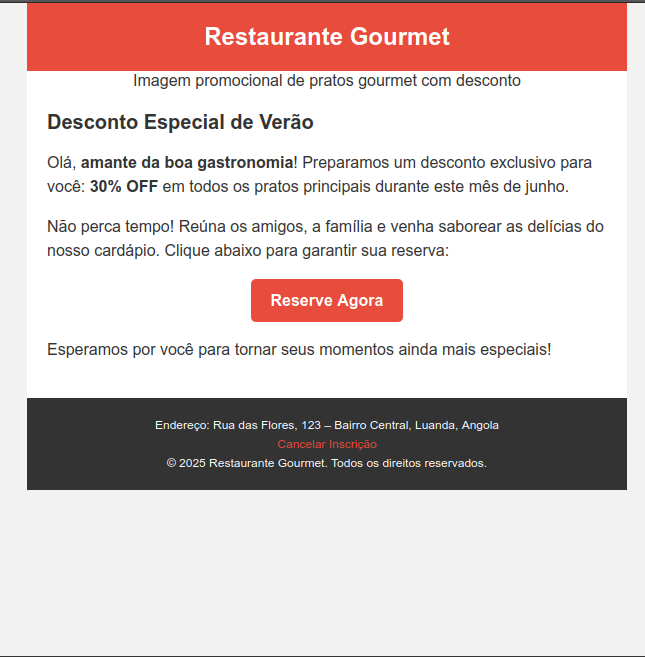 Restaurante Gourmet
Imagem promocional de pratos gourmet com desconto
Desconto Especial de Verão
Olá, amante da boa gastronomia! Preparamos um desconto exclusivo para
você: 30% OFF em todos os pratos principais durante este mês de junho.
Não perca tempo! Reúna os amigos, a família e venha saborear as delícias do
nosso cardápio. Clique abaixo para garantir sua reserva:
Reserve Agora
Esperamos por você para tornar seus momentos ainda mais especiais!
Endereço: Rua das Flores, 123 – Bairro Central, Luanda, Angola
Cancelar Inscrição
© 2025 Restaurante Gourmet. Todos os direitos reservados.